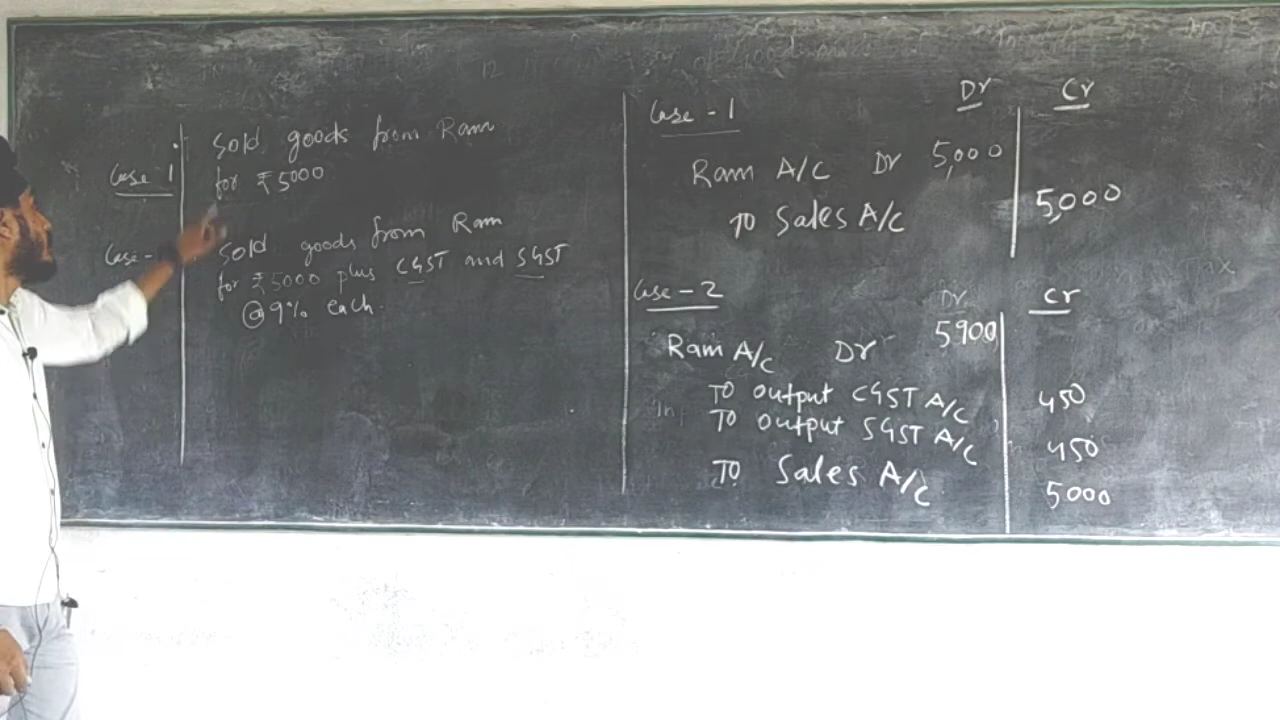 Case-1
Sold goods from Ram
for ₹5000
Case-
Sold goods from Ram
for ₹5000 plus CGST and SGST
@9% each.
Case-1
Dr Cr
Ram A/C Dr 5,000
To Sales A/C 5,000
Case-2
Dr Cr
Ram A/C Dr 5900
To output CGST A/C 450
To output SGST A/C 450
To Sales A/C 5000